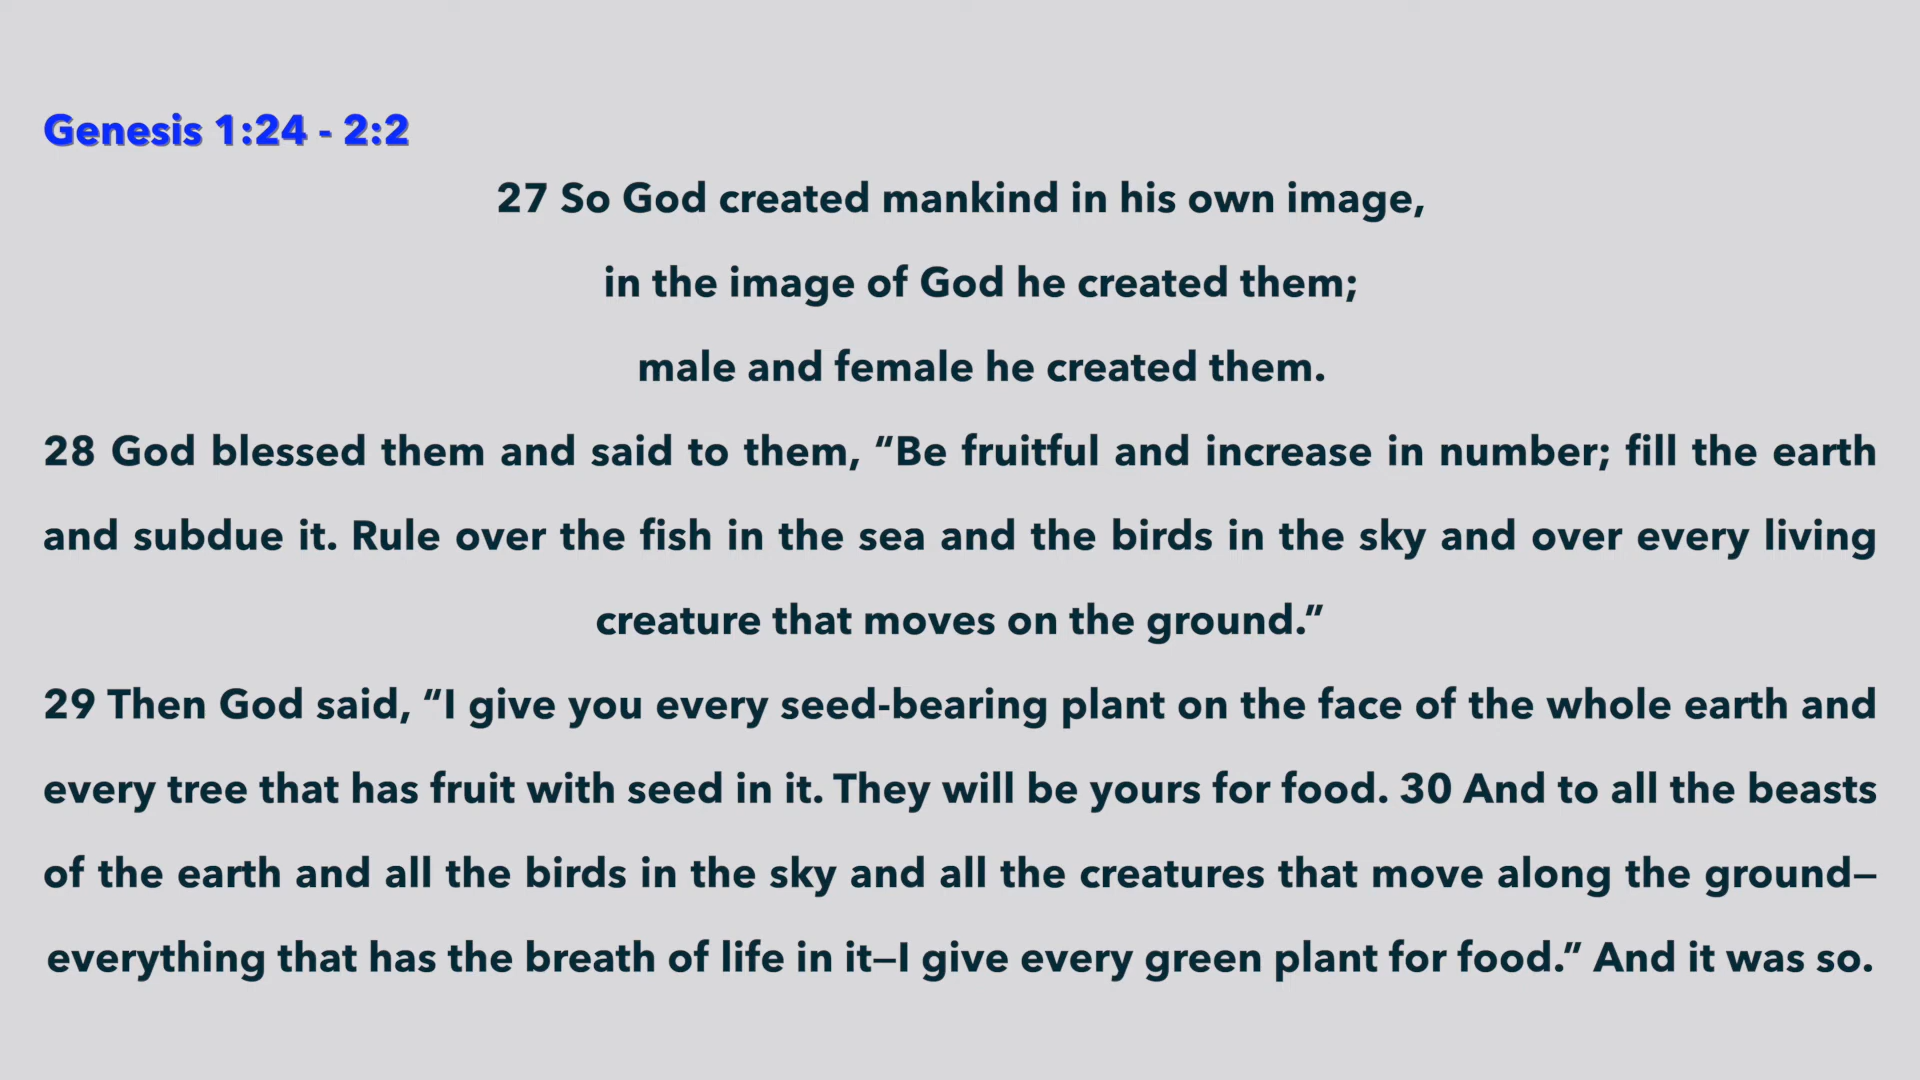 Genesis 1:24 - 2:2
27 So God created mankind in his own image,
in the image of God he created them;
male and female he created them.
28 God blessed them and said to them, “Be fruitful and increase in number; fill the earth
and subdue it. Rule over the fish in the sea and the birds in the sky and over every living
creature that moves on the ground.”
29 Then God said, “I give you every seed-bearing plant on the face of the whole earth and
every tree that has fruit with seed in it. They will be yours for food. 30 And to all the beasts
of the earth and all the birds in the sky and all the creatures that move along the ground—
everything that has the breath of life in it—I give every green plant for food.” And it was so.